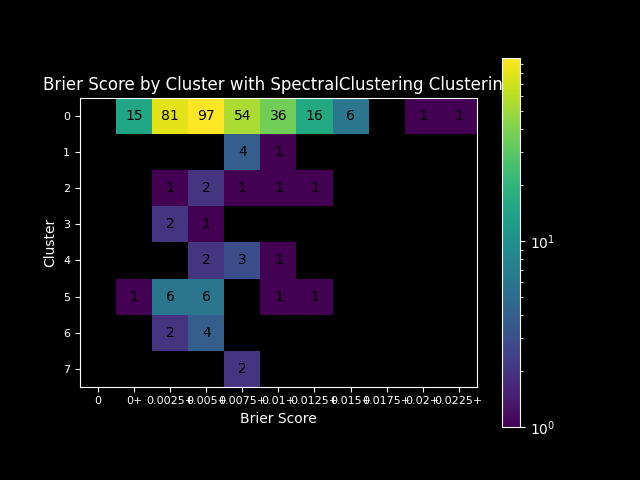 Brier Score by Cluster with SpectralClustering Clusterin
0 15 81 97 54 36 16 6 1 1
1 4 1
2 1 2 1 1 1
3 2 1
4 2 3 1
5 1 6 6 1 1
6 2 4
7 2
Cluster
0 0+ 0.0025+ 0.005+ 0.0075+ 0.01+ 0.0125+ 0.015+ 0.0175+ 0.02+ 0.0225+
Brier Score
10¹
10⁰